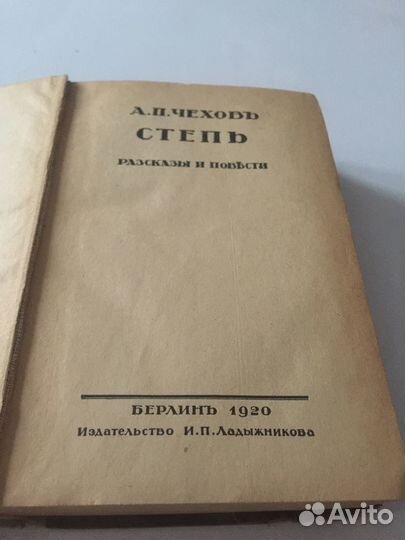 А.П.ЧЕХОВЪ
СТЕПЬ
РАЗСКАЗЫ И ПОВѢСТИ
БЕРЛИНЪ 1920
Издательство И.П.Ладыжникова
Avito